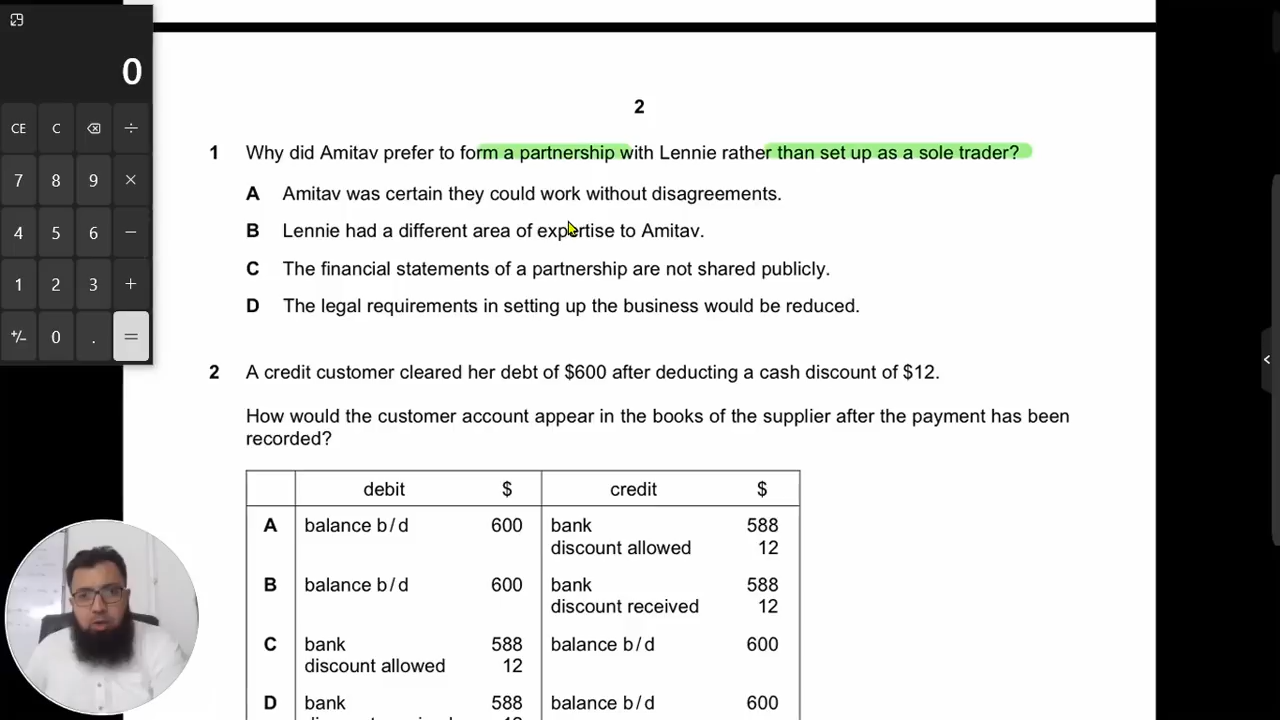 0
CE C ÷
7 8 9 ×
4 5 6 −
1 2 3 +
+/- 0 . =
2
1 Why did Amitav prefer to form a partnership with Lennie rather than set up as a sole trader?
A Amitav was certain they could work without disagreements.
B Lennie had a different area of expertise to Amitav.
C The financial statements of a partnership are not shared publicly.
D The legal requirements in setting up the business would be reduced.
2 A credit customer cleared her debt of $600 after deducting a cash discount of $12.
How would the customer account appear in the books of the supplier after the payment has been
recorded?
debit $ credit $
A balance b/d 600 bank 588
discount allowed 12
B balance b/d 600 bank 588
discount received 12
C bank 588 balance b/d 600
discount allowed 12
D bank 588 balance b/d 600